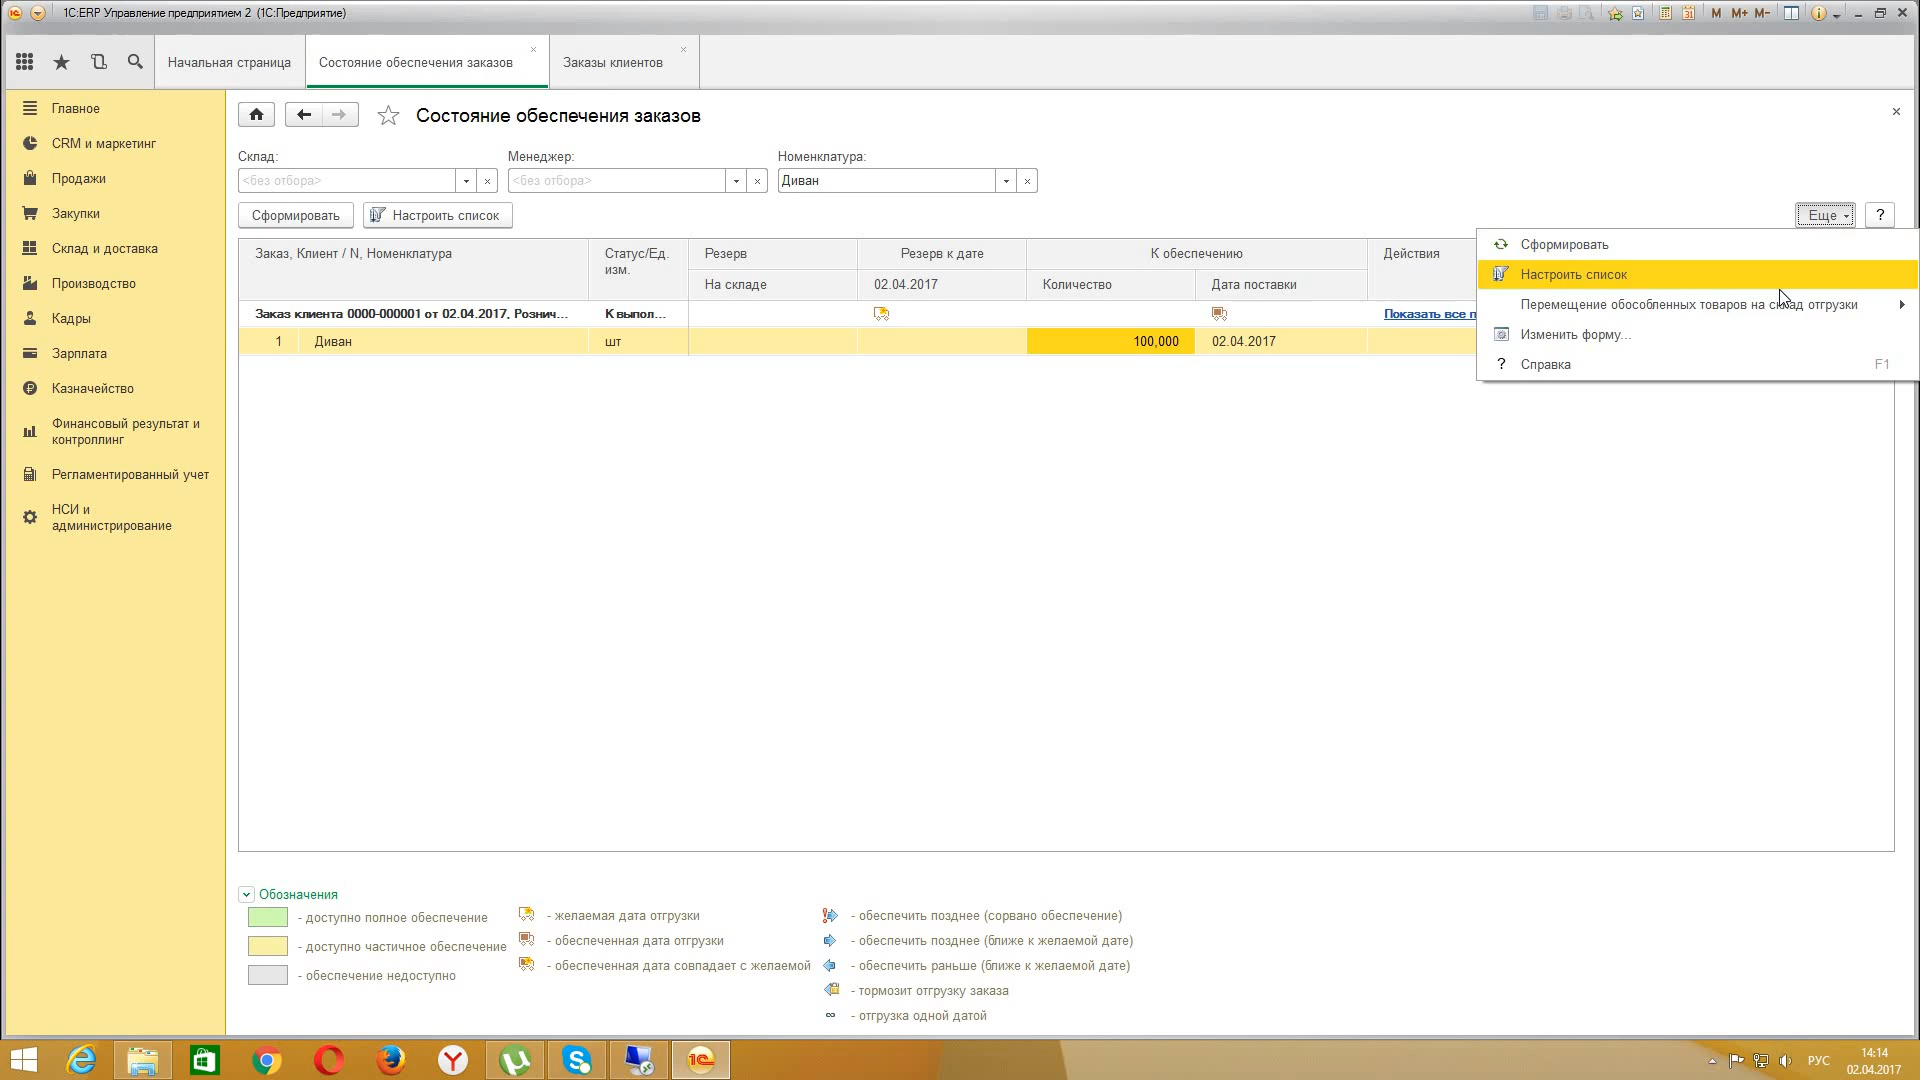 1С:ERP Управление предприятием 2 (1С:Предприятие)
M M+ M-
Начальная страница
Состояние обеспечения заказов
Заказы клиентов
Главное
CRM и маркетинг
Продажи
Закупки
Склад и доставка
Производство
Кадры
Зарплата
Казначейство
Финансовый результат и
контроллинг
Регламентированный учет
НСИ и
администрирование
Состояние обеспечения заказов
Склад: Менеджер: Номенклатура:
<без отбора> <без отбора> Диван
Сформировать Настроить список Еще ?
Заказ, Клиент / N, Номенклатура Статус/Ед. Резерв Резерв к дате К обеспечению Действия
изм.
На складе 02.04.2017 Количество Дата поставки
Заказ клиента 0000-000001 от 02.04.2017, Рознич... К выпол... Показать все п
1 Диван шт 100,000 02.04.2017
Сформировать
Настроить список
Перемещение обособленных товаров на склад отгрузки
Изменить форму...
? Справка F1
Обозначения
- доступно полное обеспечение
- доступно частичное обеспечение
- обеспечение недоступно
- желаемая дата отгрузки
- обеспеченная дата отгрузки
- обеспеченная дата совпадает с желаемой
- обеспечить позднее (сорвано обеспечение)
- обеспечить позднее (ближе к желаемой дате)
- обеспечить раньше (ближе к желаемой дате)
- тормозит отгрузку заказа
- отгрузка одной датой
РУС
14:14
02.04.2017